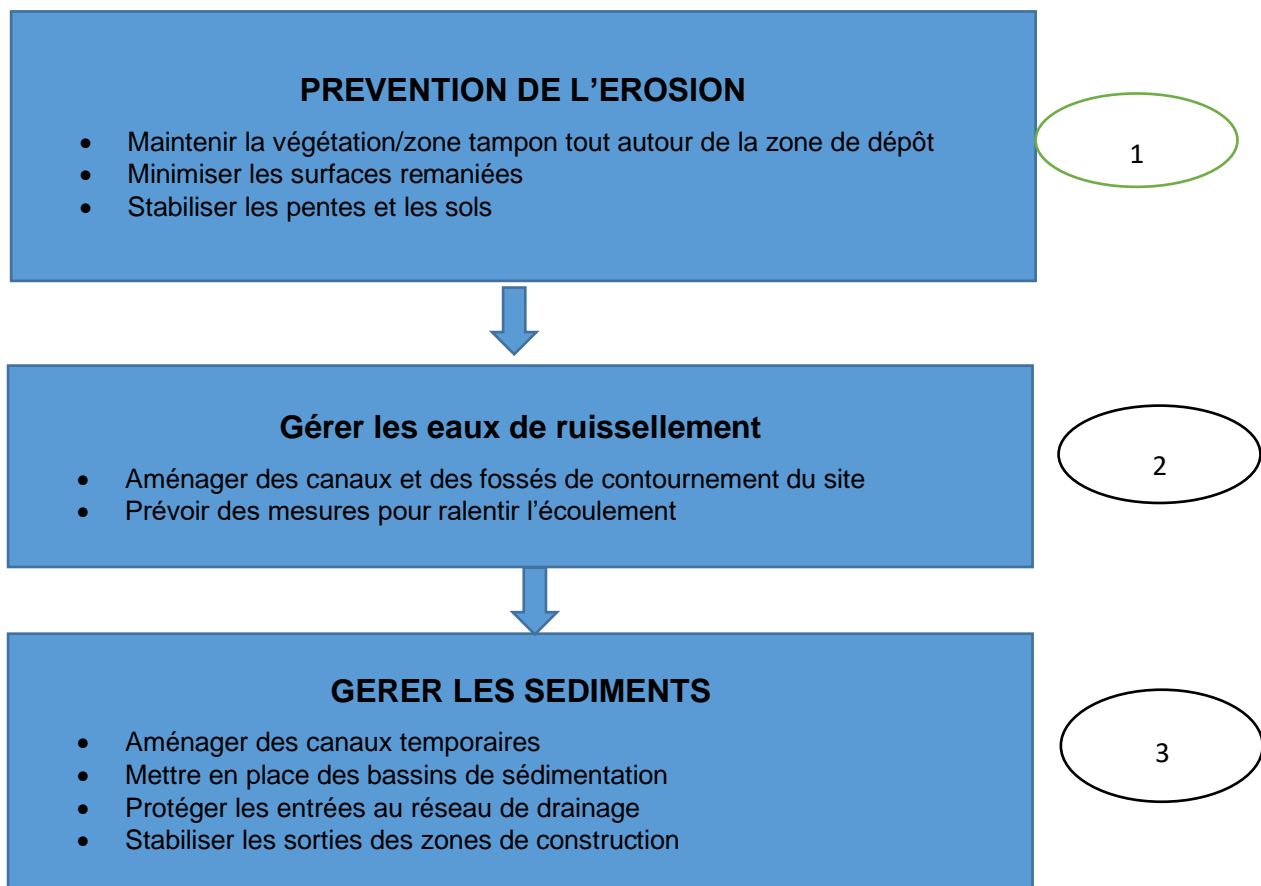 PREVENTION DE L’EROSION
• Maintenir la végétation/zone tampon tout autour de la zone de dépôt
• Minimiser les surfaces remaniées
• Stabiliser les pentes et les sols
1
Gérer les eaux de ruissellement
• Aménager des canaux et des fossés de contournement du site
• Prévoir des mesures pour ralentir l’écoulement
2
GERER LES SEDIMENTS
• Aménager des canaux temporaires
• Mettre en place des bassins de sédimentation
• Protéger les entrées au réseau de drainage
• Stabiliser les sorties des zones de construction
3